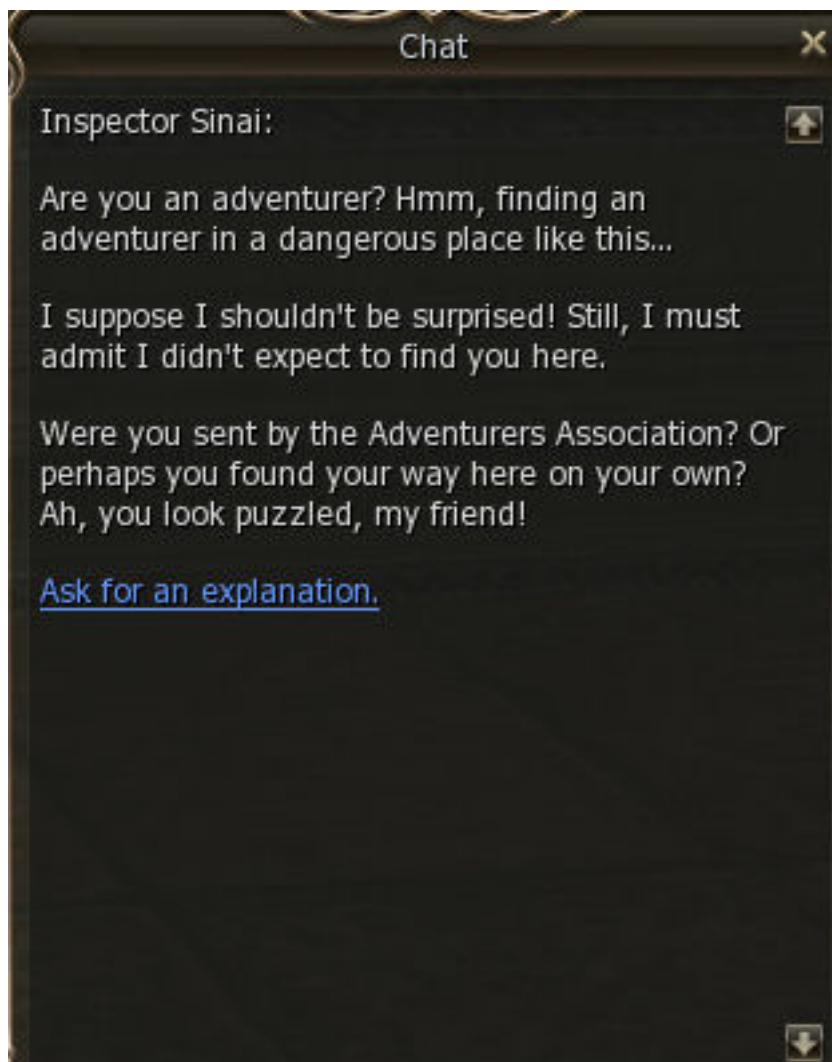 Chat
Inspector Sinai:
Are you an adventurer? Hmm, finding an
adventurer in a dangerous place like this...
I suppose I shouldn't be surprised! Still, I must
admit I didn't expect to find you here.
Were you sent by the Adventurers Association? Or
perhaps you found your way here on your own?
Ah, you look puzzled, my friend!
Ask for an explanation.